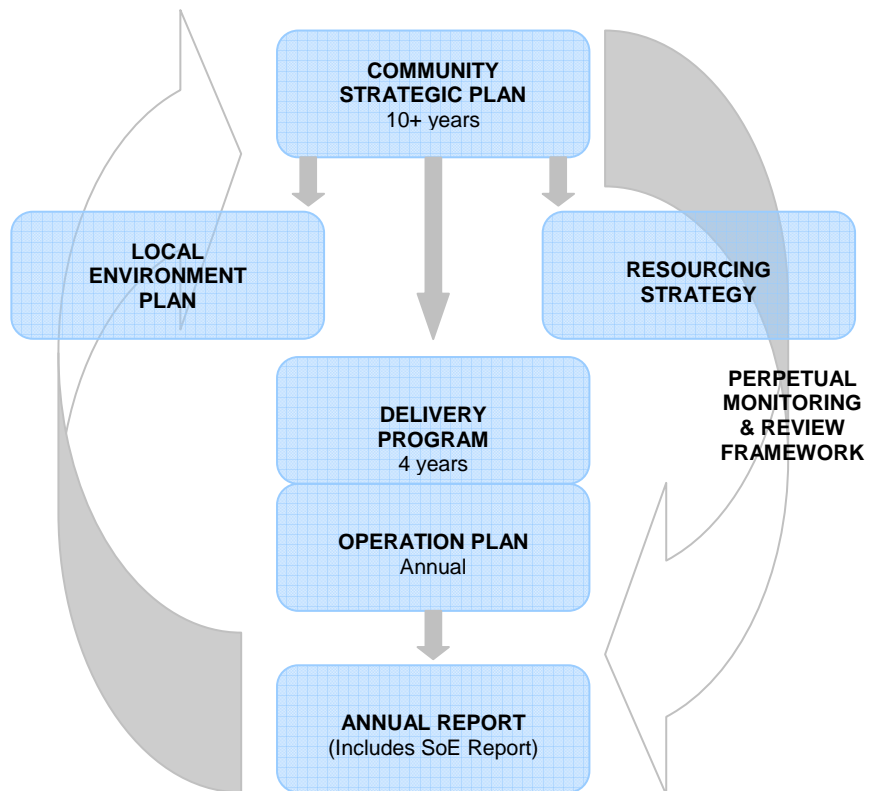 COMMUNITY
STRATEGIC PLAN
10+ years
LOCAL
ENVIRONMENT
PLAN
RESOURCING
STRATEGY
DELIVERY
PROGRAM
4 years
PERPETUAL
MONITORING
& REVIEW
FRAMEWORK
OPERATION PLAN
Annual
ANNUAL REPORT
(Includes SoE Report)